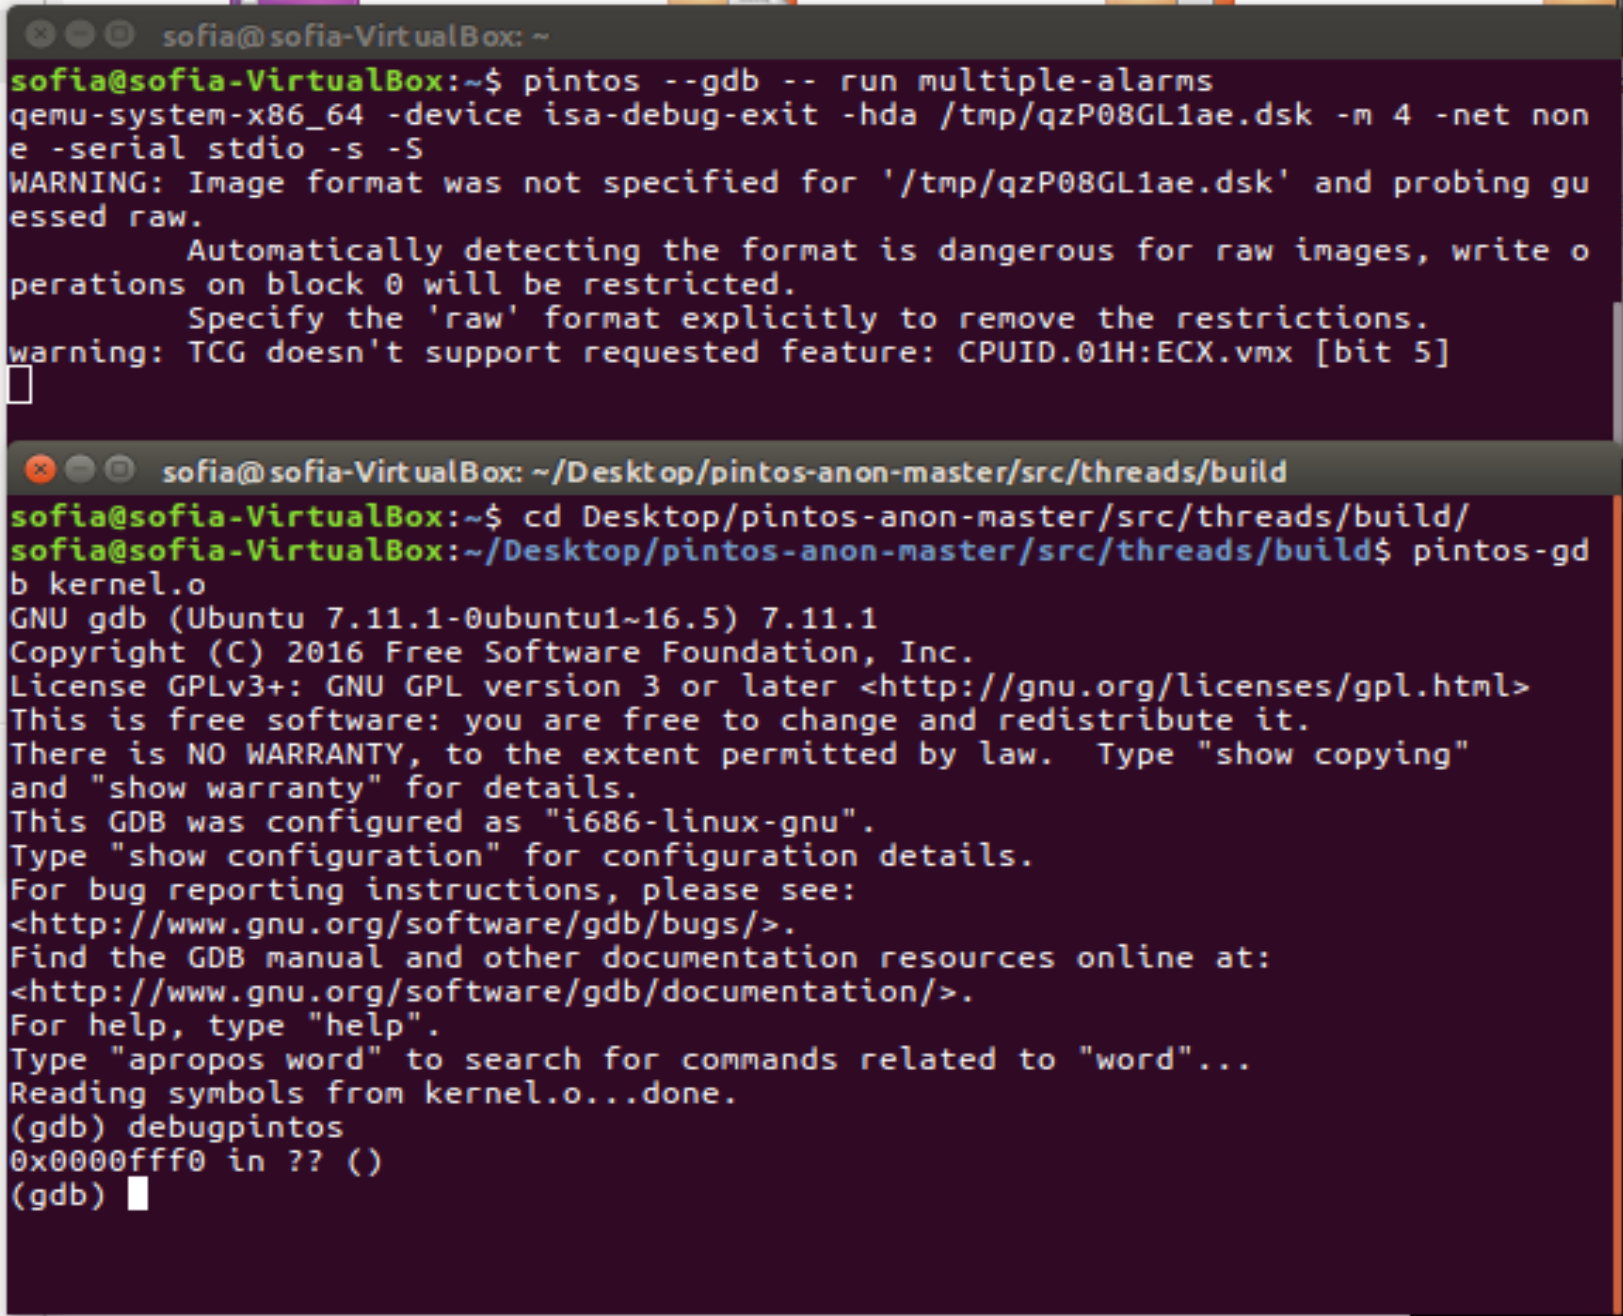 sofia@sofia-VirtualBox: ~
sofia@sofia-VirtualBox:~$ pintos --gdb -- run multiple-alarms
qemu-system-x86_64 -device isa-debug-exit -hda /tmp/qzP08GL1ae.dsk -m 4 -net non
e -serial stdio -s -S
WARNING: Image format was not specified for '/tmp/qzP08GL1ae.dsk' and probing gu
essed raw.
         Automatically detecting the format is dangerous for raw images, write o
perations on block 0 will be restricted.
         Specify the 'raw' format explicitly to remove the restrictions.
warning: TCG doesn't support requested feature: CPUID.01H:ECX.vmx [bit 5]
sofia@sofia-VirtualBox: ~/Desktop/pintos-anon-master/src/threads/build
sofia@sofia-VirtualBox:~$ cd Desktop/pintos-anon-master/src/threads/build/
sofia@sofia-VirtualBox:~/Desktop/pintos-anon-master/src/threads/build$ pintos-gd
b kernel.o
GNU gdb (Ubuntu 7.11.1-0ubuntu1~16.5) 7.11.1
Copyright (C) 2016 Free Software Foundation, Inc.
License GPLv3+: GNU GPL version 3 or later <http://gnu.org/licenses/gpl.html>
This is free software: you are free to change and redistribute it.
There is NO WARRANTY, to the extent permitted by law.  Type "show copying"
and "show warranty" for details.
This GDB was configured as "i686-linux-gnu".
Type "show configuration" for configuration details.
For bug reporting instructions, please see:
<http://www.gnu.org/software/gdb/bugs/>.
Find the GDB manual and other documentation resources online at:
<http://www.gnu.org/software/gdb/documentation/>.
For help, type "help".
Type "apropos word" to search for commands related to "word"...
Reading symbols from kernel.o...done.
(gdb) debugpintos
0x0000fff0 in ?? ()
(gdb)